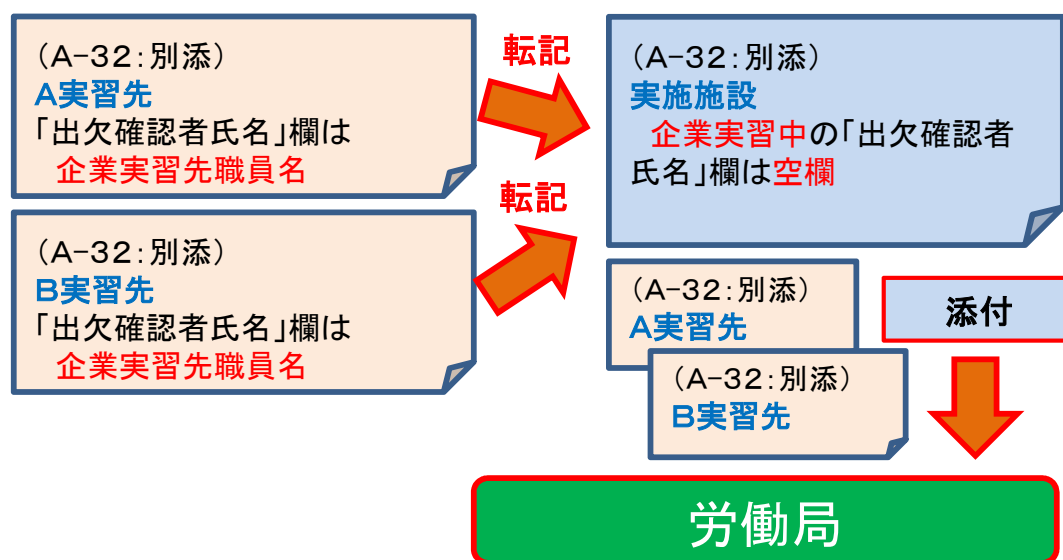 （A-32：別添）
A実習先
「出欠確認者氏名」欄は
企業実習先職員名
転記
（A-32：別添）
実施施設
企業実習中の「出欠確認者
氏名」欄は空欄
（A-32：別添）
B実習先
「出欠確認者氏名」欄は
企業実習先職員名
転記
（A-32：別添）
A実習先
（A-32：別添）
B実習先
添付
労働局